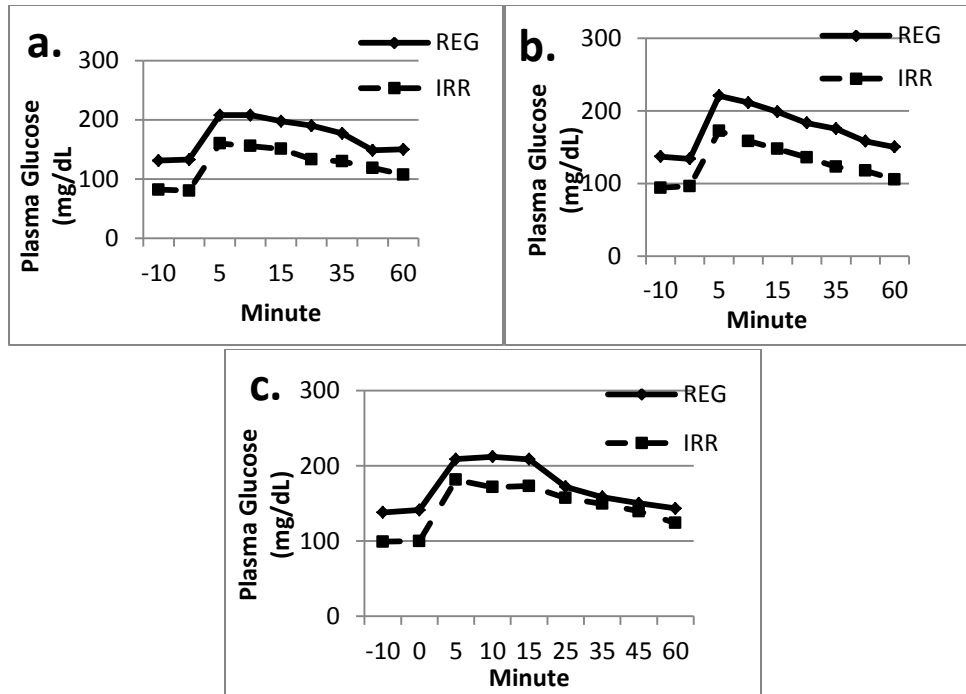 a.
REG
IRR
300
200
100
0
Plasma Glucose
(mg/dL
-10 5 15 35 60
Minute
b.
REG
IRR
300
200
100
0
Plasma Glucose
(mg/dL)
-10 5 15 35 60
Minute
c.
REG
IRR
300
200
100
0
Plasma Glucose
(mg/dL)
-10 0 5 10 15 25 35 45 60
Minute